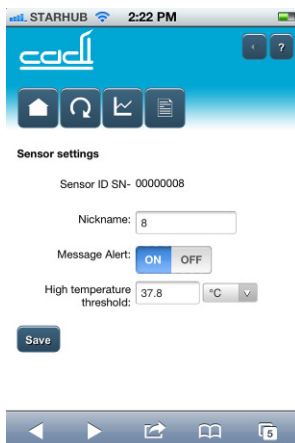 STARHUB 2:22 PM
cadi
?
Sensor settings
Sensor ID SN- 00000008
Nickname: 8
Message Alert: ON OFF
High temperature 37.8 °C
threshold:
Save
5